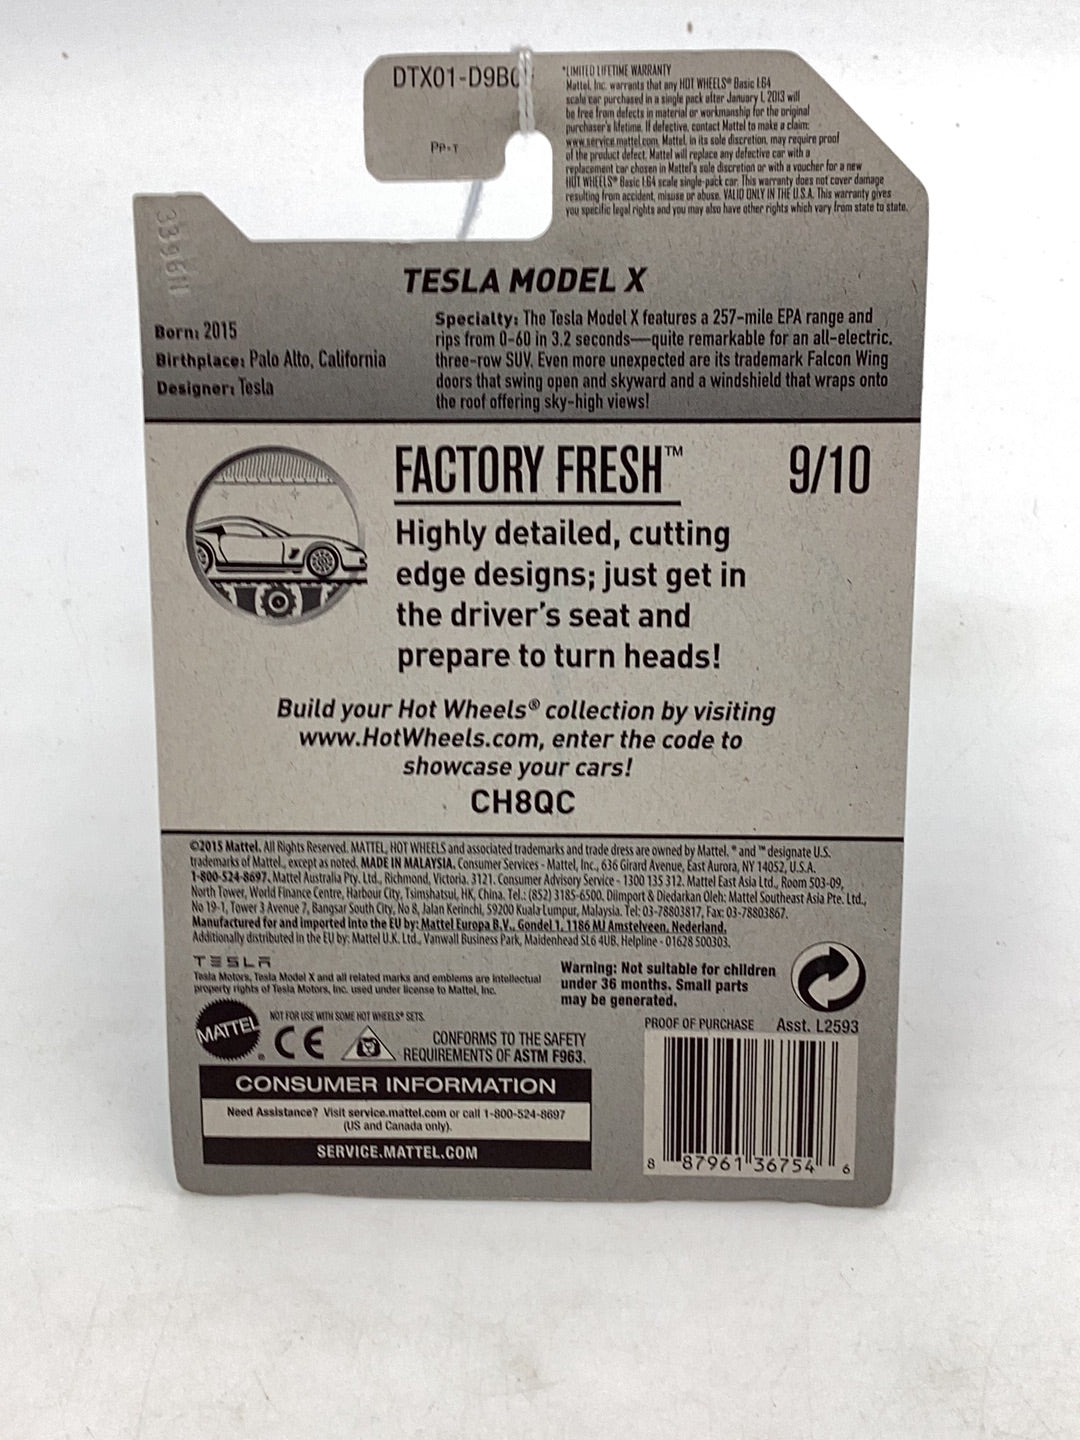 DTX01-D9B0
PP-T
*LIMITED LIFETIME WARRANTY
Mattel, Inc. warrants that any HOT WHEELS® Basic 1:64
scale car purchased in a single pack after January 1, 2013 will
be free from defects in material or workmanship for the original
purchaser's lifetime. If defective, contact Mattel to make a claim:
www.service.mattel.com. Mattel, in its sole discretion, may require proof
of the product defect. Mattel will replace any defective car with a
replacement car chosen in Mattel's sole discretion or with a voucher for a new
HOT WHEELS® Basic 1:64 scale single-pack car. This warranty does not cover damage
resulting from accident, misuse or abuse. VALID ONLY IN THE U.S.A. This warranty gives
you specific legal rights and you may also have other rights which vary from state to state.
TESLA MODEL X
Born: 2015
Birthplace: Palo Alto, California
Designer: Tesla
Specialty: The Tesla Model X features a 257-mile EPA range and
rips from 0-60 in 3.2 seconds—quite remarkable for an all-electric,
three-row SUV. Even more unexpected are its trademark Falcon Wing
doors that swing open and skyward and a windshield that wraps onto
the roof offering sky-high views!
FACTORY FRESH™ 9/10
Highly detailed, cutting
edge designs; just get in
the driver's seat and
prepare to turn heads!
Build your Hot Wheels® collection by visiting
www.HotWheels.com, enter the code to
showcase your cars!
CH8QC
©2015 Mattel. All Rights Reserved. MATTEL, HOT WHEELS and associated trademarks and trade dress are owned by Mattel. ® and ™ designate U.S.
trademarks of Mattel, except as noted. MADE IN MALAYSIA. Consumer Services - Mattel, Inc., 636 Girard Avenue, East Aurora, NY 14052, U.S.A.
1-800-524-8697. Mattel Australia Pty. Ltd., Richmond, Victoria. 3121. Consumer Advisory Service - 1300 135 312. Mattel East Asia Ltd., Room 503-09,
North Tower, World Finance Centre, Harbour City, Tsimshatsui, HK, China. Tel.: (852) 3185-6500. Diimport & Diedarkan Oleh: Mattel Southeast Asia Pte. Ltd.,
No 19-1, Tower 3 Avenue 7, Bangsar South City, No 8, Jalan Kerinchi, 59200 Kuala Lumpur, Malaysia. Tel: 03-78803817, Fax: 03-78803867.
Manufactured for and imported into the EU by: Mattel Europa B.V., Gondel 1, 1186 MJ Amstelveen, Nederland.
Additionally distributed in the EU by: Mattel U.K. Ltd., Vanwall Business Park, Maidenhead SL6 4UB. Helpline - 01628 500303.
TESLA
Tesla Motors, Tesla Model X and all related marks and emblems are intellectual
property rights of Tesla Motors, Inc. used under license to Mattel, Inc.
Warning: Not suitable for children
under 36 months. Small parts
may be generated.
MATTEL
NOT FOR USE WITH SOME HOT WHEELS® SETS.
CE
CONFORMS TO THE SAFETY
REQUIREMENTS OF ASTM F963.
PROOF OF PURCHASE Asst. L2593
CONSUMER INFORMATION
Need Assistance? Visit service.mattel.com or call 1-800-524-8697
(US and Canada only).
SERVICE.MATTEL.COM
8 87961 36754 6